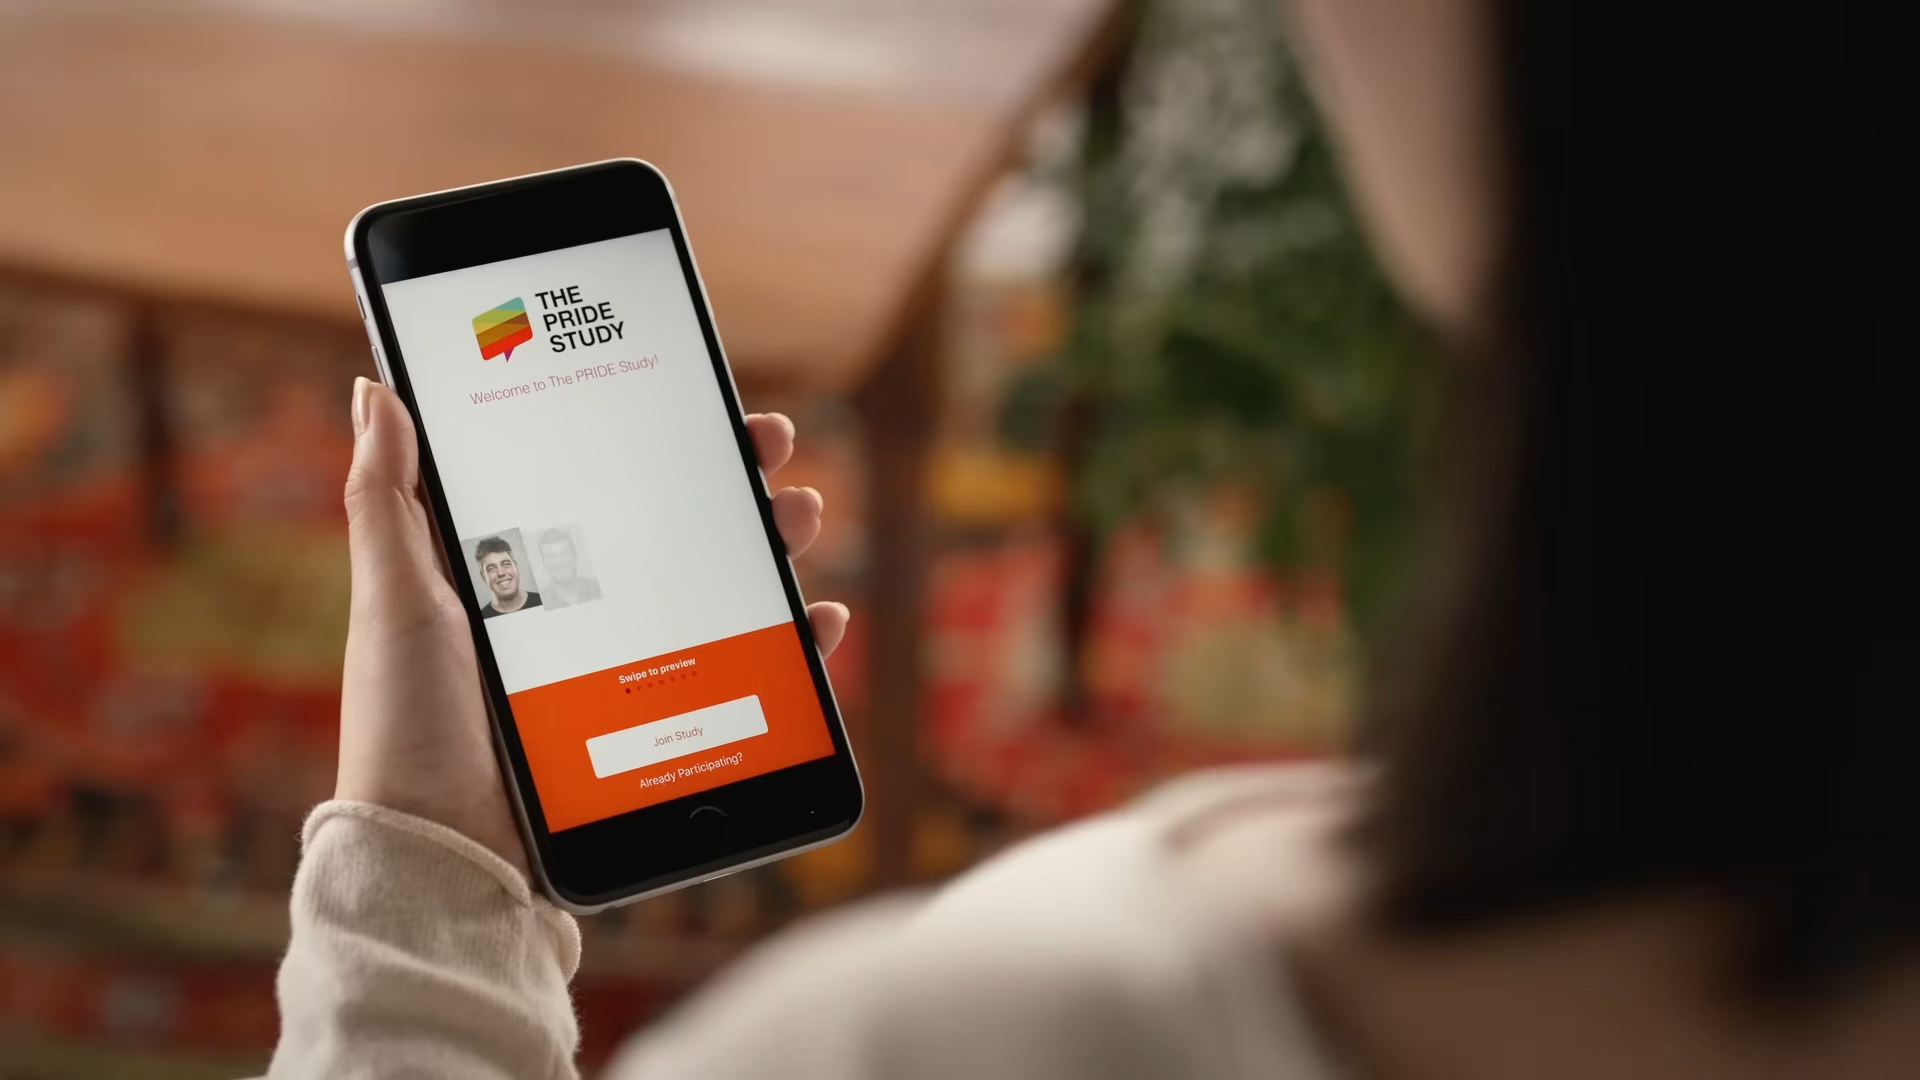 THE
PRIDE
STUDY
Welcome to The PRIDE Study!
Swipe to preview
Join Study
Already Participating?